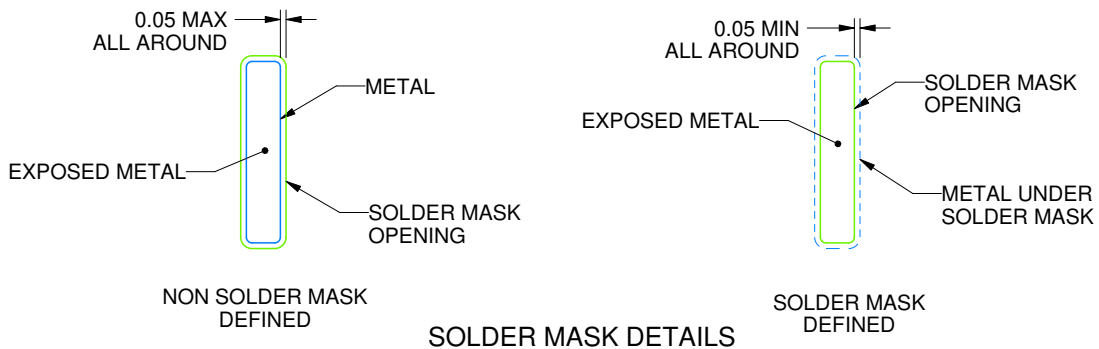 0.05 MAX
ALL AROUND
METAL
EXPOSED METAL
SOLDER MASK
OPENING
NON SOLDER MASK
DEFINED
0.05 MIN
ALL AROUND
SOLDER MASK
OPENING
EXPOSED METAL
METAL UNDER
SOLDER MASK
SOLDER MASK
DEFINED
SOLDER MASK DETAILS